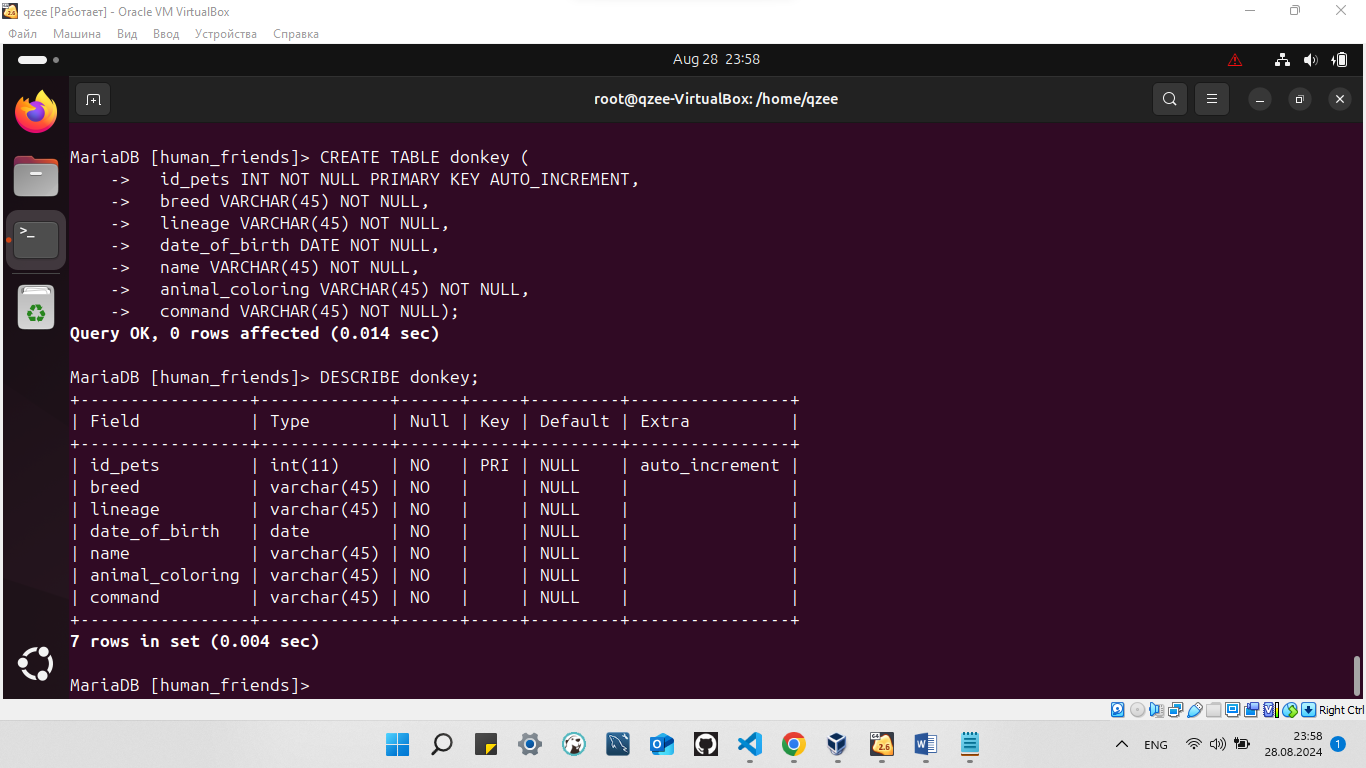 qzee [Работает] - Oracle VM VirtualBox
Файл Машина Вид Ввод Устройства Справка
Aug 28 23:58
root@qzee-VirtualBox: /home/qzee
MariaDB [human_friends]> CREATE TABLE donkey (
    ->   id_pets INT NOT NULL PRIMARY KEY AUTO_INCREMENT,
    ->   breed VARCHAR(45) NOT NULL,
    ->   lineage VARCHAR(45) NOT NULL,
    ->   date_of_birth DATE NOT NULL,
    ->   name VARCHAR(45) NOT NULL,
    ->   animal_coloring VARCHAR(45) NOT NULL,
    ->   command VARCHAR(45) NOT NULL);
Query OK, 0 rows affected (0.014 sec)
MariaDB [human_friends]> DESCRIBE donkey;
+-----------------+-------------+------+-----+---------+----------------+
| Field           | Type        | Null | Key | Default | Extra          |
+-----------------+-------------+------+-----+---------+----------------+
| id_pets         | int(11)     | NO   | PRI | NULL    | auto_increment |
| breed           | varchar(45) | NO   |     | NULL    |                |
| lineage         | varchar(45) | NO   |     | NULL    |                |
| date_of_birth   | date        | NO   |     | NULL    |                |
| name            | varchar(45) | NO   |     | NULL    |                |
| animal_coloring | varchar(45) | NO   |     | NULL    |                |
| command         | varchar(45) | NO   |     | NULL    |                |
+-----------------+-------------+------+-----+---------+----------------+
7 rows in set (0.004 sec)
MariaDB [human_friends]>
Right Ctrl
ENG
23:58
28.08.2024
1